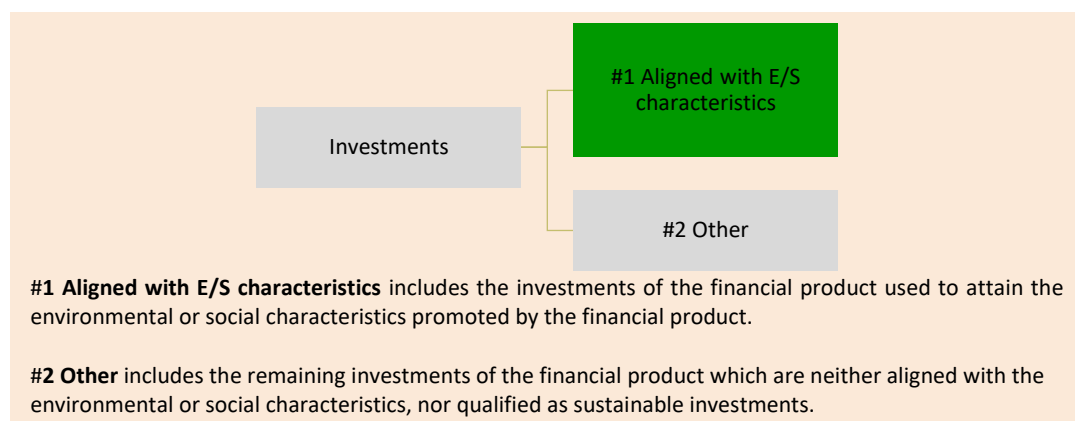 #1 Aligned with E/S
characteristics
Investments
#2 Other
#1 Aligned with E/S characteristics includes the investments of the financial product used to attain the
environmental or social characteristics promoted by the financial product.
#2 Other includes the remaining investments of the financial product which are neither aligned with the
environmental or social characteristics, nor qualified as sustainable investments.